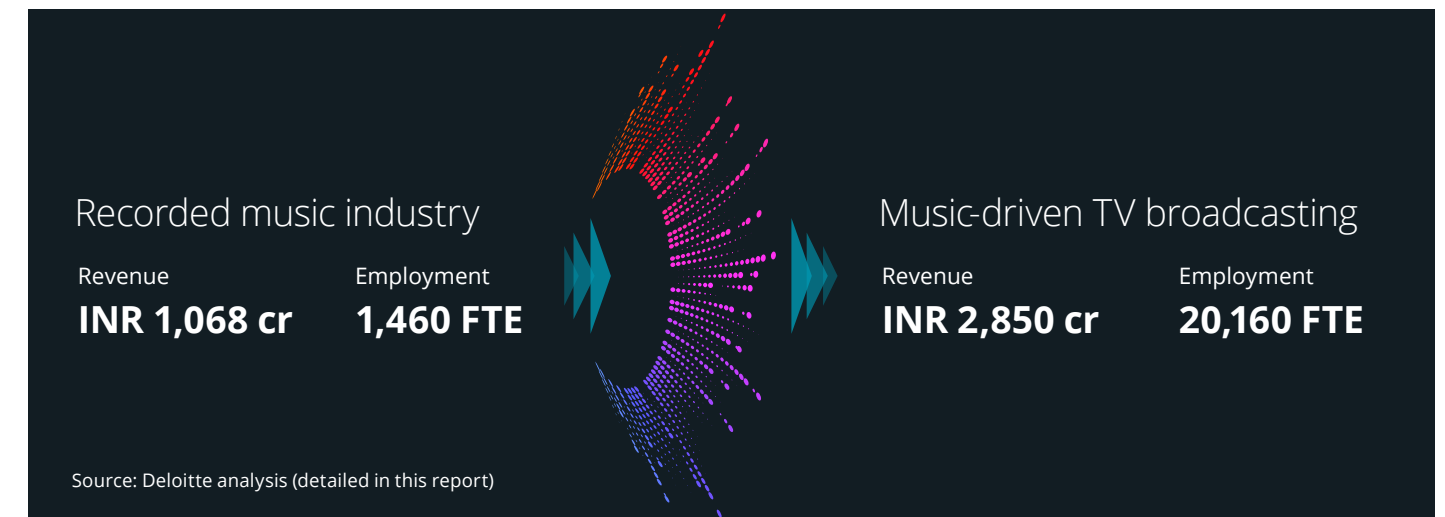 Recorded music industry
Revenue
INR 1,068 cr
Employment
1,460 FTE
Music-driven TV broadcasting
Revenue
INR 2,850 cr
Employment
20,160 FTE
Source: Deloitte analysis (detailed in this report)